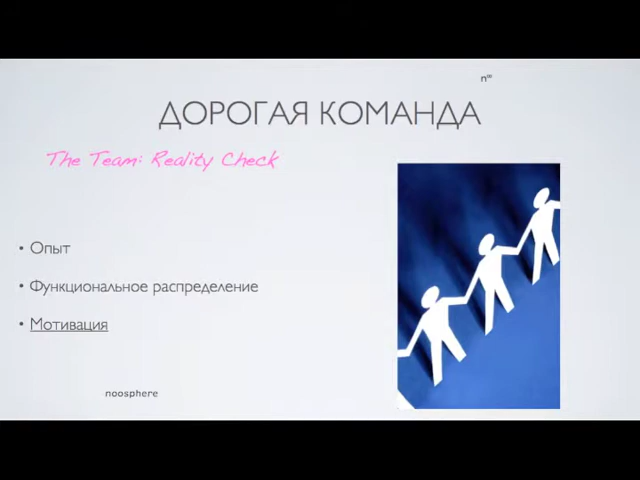 n∞
ДОРОГАЯ КОМАНДА
The Team: Reality Check
• Опыт
• Функциональное распределение
• Мотивация
noosphere